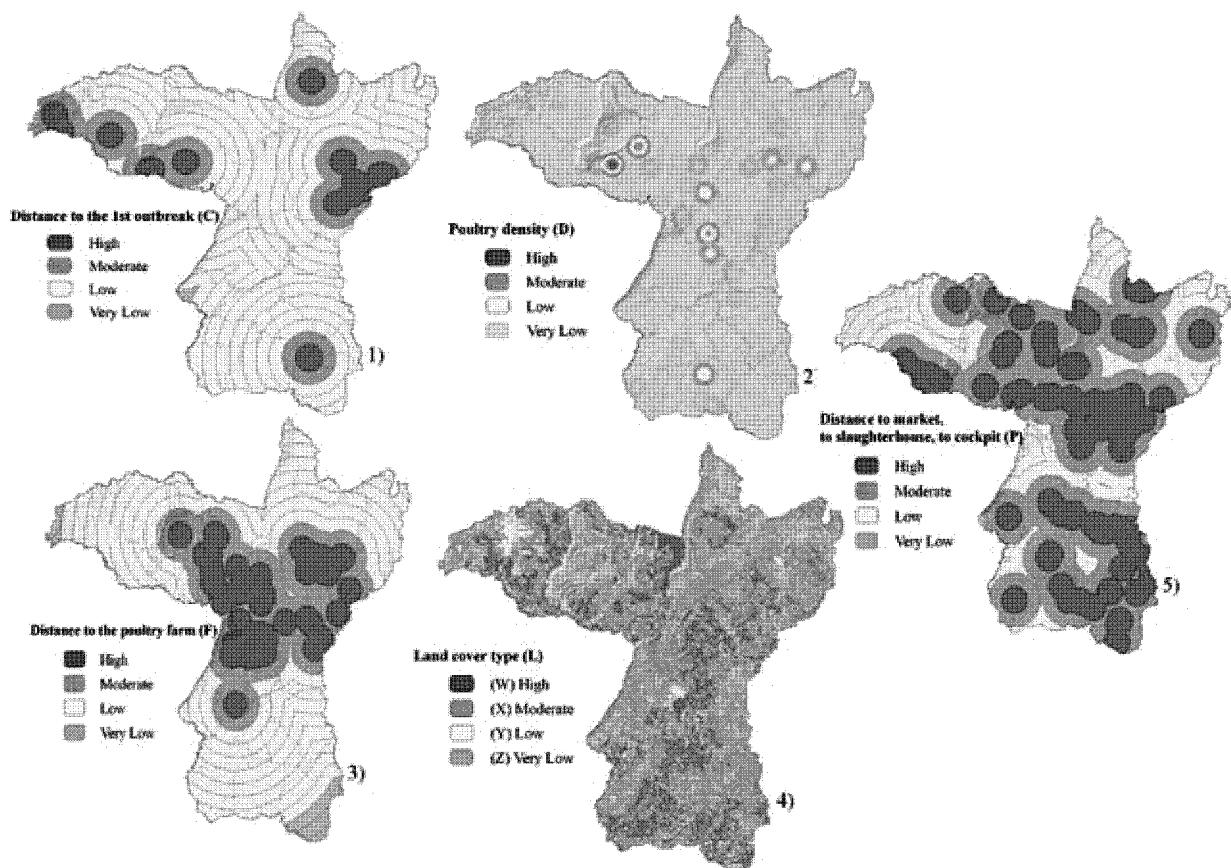 Distance to the 1st outbreak (C)
High
Moderate
Low
Very Low
1)
Poultry density (D)
High
Moderate
Low
Very Low
2
Distance to the poultry farm (F)
High
Moderate
Low
Very Low
3)
Land cover type (L)
(W) High
(X) Moderate
(Y) Low
(Z) Very Low
4)
Distance to market,
to slaughterhouse, to cockpit (P)
High
Moderate
Low
Very Low
5)